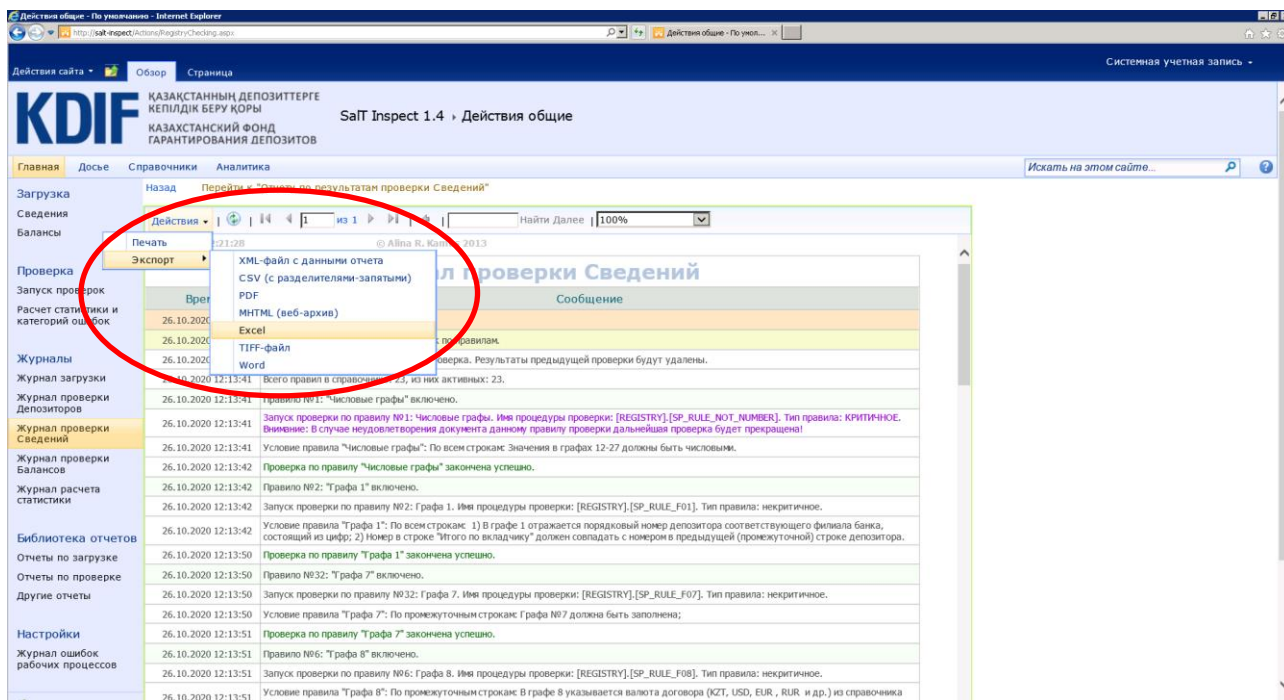 Действия общие - По умолчанию - Internet Explorer
http://salt-inspect/Actions/RegistryChecking.aspx
Действия общие - По умол...
Действия сайта
Обзор
Страница
Системная учетная запись
KDIF
ҚАЗАҚСТАННЫҢ ДЕПОЗИТТЕРГЕ
КЕПІЛДІК БЕРУ ҚОРЫ
КАЗАХСТАНСКИЙ ФОНД
ГАРАНТИРОВАНИЯ ДЕПОЗИТОВ
SalT Inspect 1.4 › Действия общие
Главная Досье Справочники Аналитика
Искать на этом сайте...
Загрузка
Сведения
Балансы
Проверка
Запуск проверок
Расчет статистики и
категорий ошибок
Журналы
Журнал загрузки
Журнал проверки
Депозиторов
Журнал проверки
Сведений
Журнал проверки
Балансов
Журнал расчета
статистики
Библиотека отчетов
Отчеты по загрузке
Отчеты по проверке
Другие отчеты
Настройки
Журнал ошибок
рабочих процессов
Назад Перейти к "Отчету по результатам проверки Сведений"
Действия | 1 из 1 | Найти Далее | 100%
Печать
Экспорт
XML-файл с данными отчета
CSV (с разделителями-запятыми)
PDF
MHTML (веб-архив)
Excel
TIFF-файл
Word
:21:28 © Alina R. 2013
проверки Сведений
Сообщение
26.10.2020
26.10.2020 по правилам.
26.10.2020 Результаты предыдущей проверки будут удалены.
26.10.2020 12:13:41 Всего правил в справочнике: 23, из них активных: 23.
26.10.2020 12:13:41 Правило №1: "Числовые графы" включено.
26.10.2020 12:13:41 Запуск проверки по правилу №1: Числовые графы. Имя процедуры проверки: [REGISTRY].[SP_RULE_NOT_NUMBER]. Тип правила: КРИТИЧНОЕ.
Внимание: В случае неудовлетворения документа данному правилу проверки дальнейшая проверка будет прекращена!
26.10.2020 12:13:41 Условие правила "Числовые графы": По всем строкам: Значения в графах 12-27 должны быть числовыми.
26.10.2020 12:13:42 Проверка по правилу "Числовые графы" закончена успешно.
26.10.2020 12:13:42 Правило №2: "Графа 1" включено.
26.10.2020 12:13:42 Запуск проверки по правилу №2: Графа 1. Имя процедуры проверки: [REGISTRY].[SP_RULE_F01]. Тип правила: некритичное.
26.10.2020 12:13:42 Условие правила "Графа 1": По всем строкам: 1) В графе 1 отражается порядковый номер депозитора соответствующего филиала банка,
состоящий из цифр; 2) Номер в строке "Итого по вкладчику" должен совпадать с номером в предыдущей (промежуточной) строке депозитора.
26.10.2020 12:13:50 Проверка по правилу "Графа 1" закончена успешно.
26.10.2020 12:13:50 Правило №32: "Графа 7" включено.
26.10.2020 12:13:50 Запуск проверки по правилу №32: Графа 7. Имя процедуры проверки: [REGISTRY].[SP_RULE_F07]. Тип правила: некритичное.
26.10.2020 12:13:50 Условие правила "Графа 7": По промежуточным строкам: Графа №7 должна быть заполнена;
26.10.2020 12:13:51 Проверка по правилу "Графа 7" закончена успешно.
26.10.2020 12:13:51 Правило №6: "Графа 8" включено.
26.10.2020 12:13:51 Запуск проверки по правилу №6: Графа 8. Имя процедуры проверки: [REGISTRY].[SP_RULE_F08]. Тип правила: некритичное.
26.10.2020 12:13:51 Условие правила "Графа 8": По промежуточным строкам: В графе 8 указывается валюта договора (KZT, USD, EUR , RUR и др.) из справочника